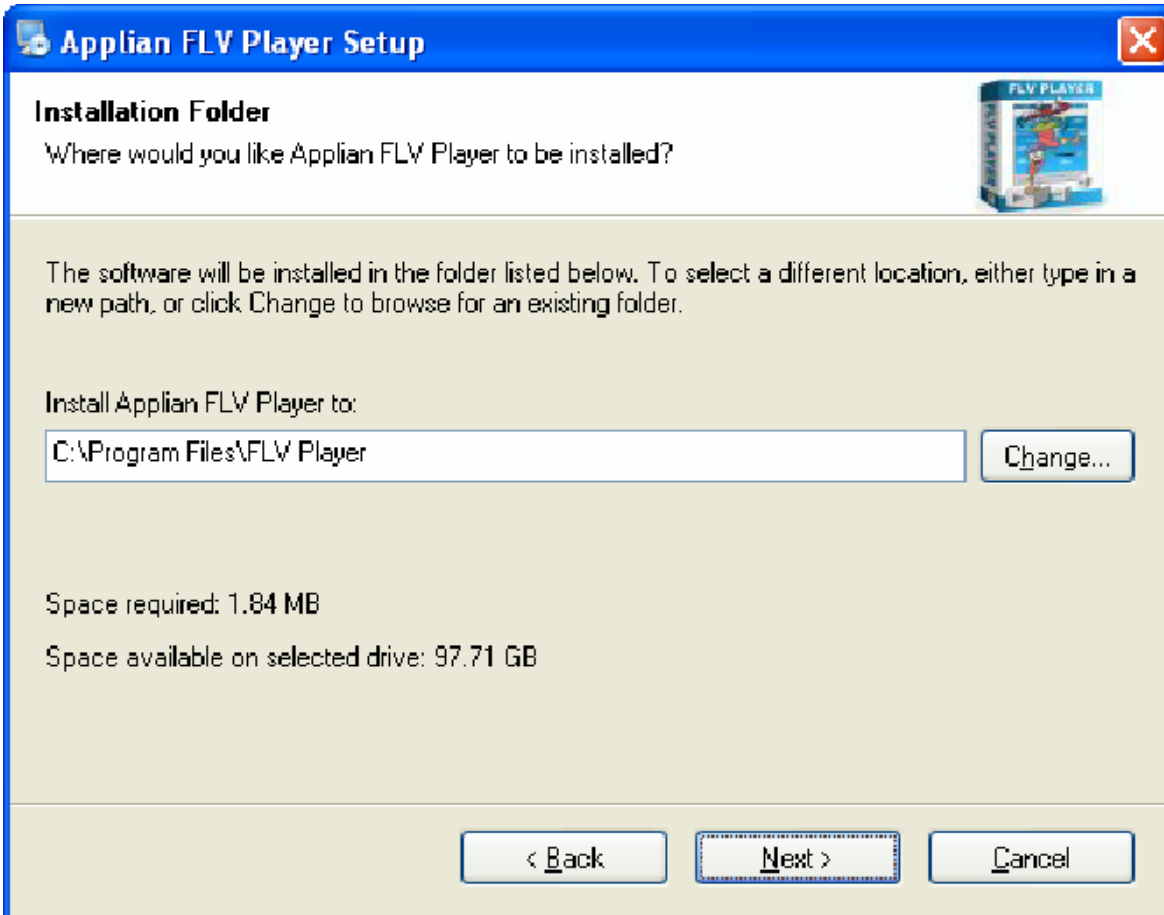 Applian FLV Player Setup
Installation Folder
Where would you like Applian FLV Player to be installed?
FLV PLAYER
The software will be installed in the folder listed below. To select a different location, either type in a
new path, or click Change to browse for an existing folder.
Install Applian FLV Player to:
C:\Program Files\FLV Player
Change...
Space required: 1.84 MB
Space available on selected drive: 97.71 GB
< Back
Next >
Cancel